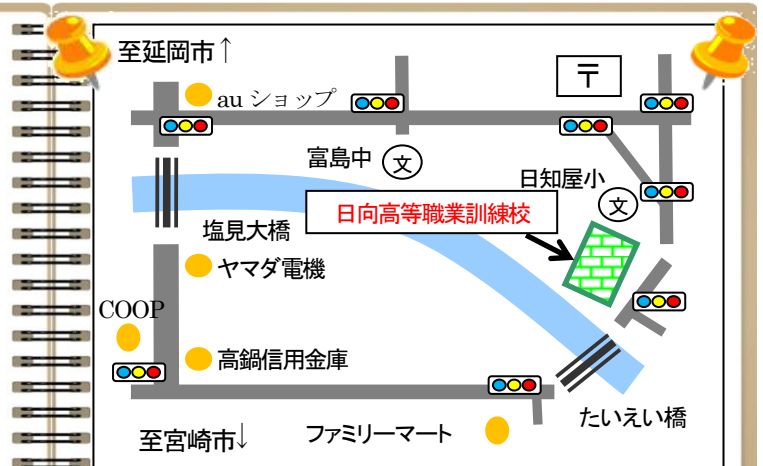 至延岡市↑
〒
au ショップ
富島中
文
日知屋小
文
日向高等職業訓練校
塩見大橋
ヤマダ電機
COOP
高鍋信用金庫
たいえい橋
至宮崎市↓
ファミリーマート